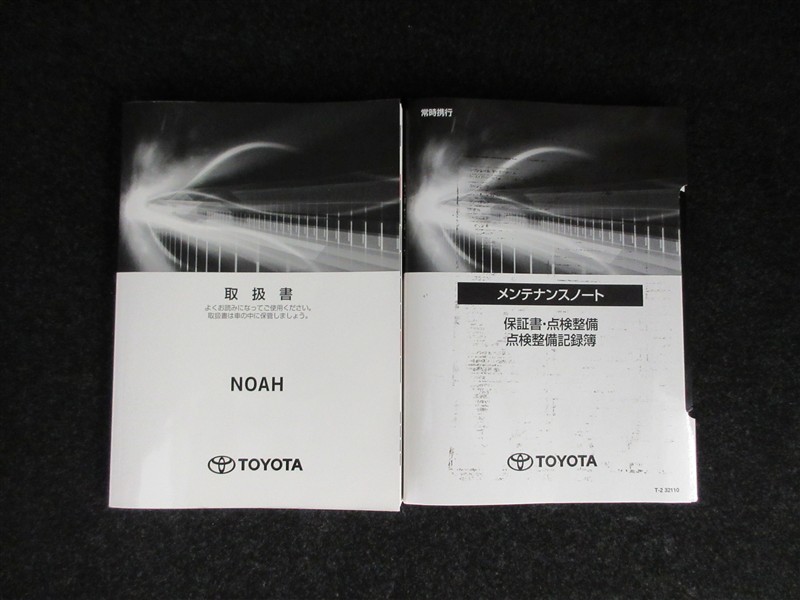 取扱書
よくお読みになってご使用ください。
取扱書は車の中に保管しましょう。
NOAH
TOYOTA
常時携行
メンテナンスノート
保証書・点検整備
点検整備記録簿
TOYOTA
T-2 32110